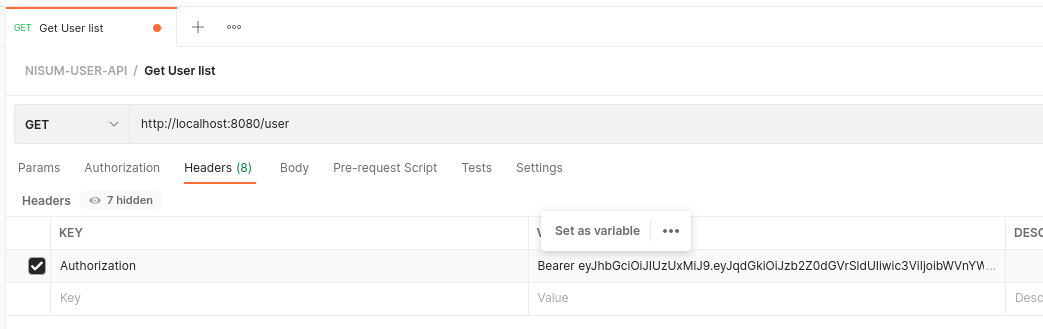 GET Get User list
NISUM-USER-API / Get User list
GET http://localhost:8080/user
Params Authorization Headers (8) Body Pre-request Script Tests Settings
Headers 7 hidden
Set as variable
KEY DESC
Authorization Bearer eyJhbGciOiJIUzUxMiJ9.eyJqdGkiOiJzb2Z0dGVrSldUIiwic3ViIjoibWVnYW...
Key Value Desc